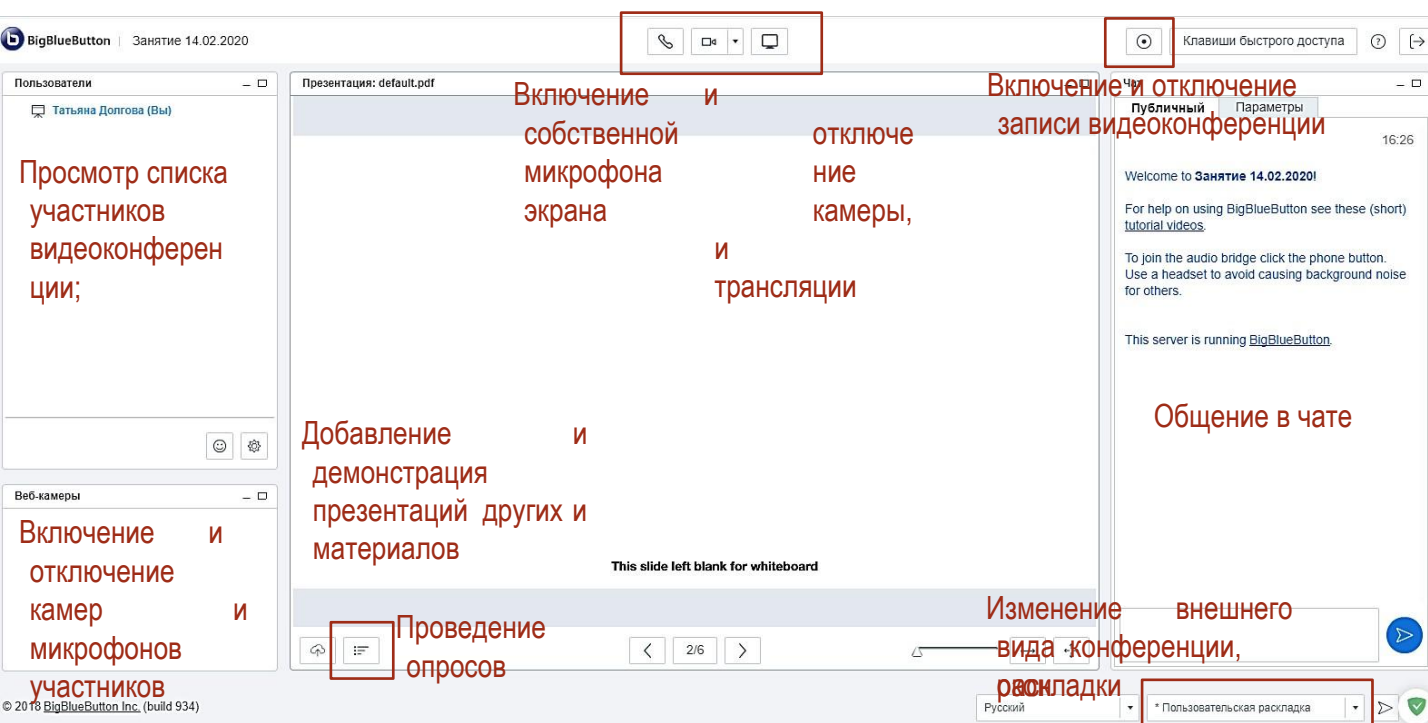 BigBlueButton | Занятие 14.02.2020
Клавиши быстрого доступа
Пользователи
Татьяна Долгова (Вы)
Просмотр списка
участников
видеоконферен
ции;
Веб-камеры
Включение и
отключение
камер и
микрофонов
участников
Презентация: default.pdf
Включение и
собственной отключе
микрофона ние
экрана камеры,
и
трансляции
Добавление и
демонстрация
презентаций других и
материалов
This slide left blank for whiteboard
Проведение
опросов
2/6
Включение и отключение
записи видеоконференции
Публичный Параметры
16:26
Welcome to Занятие 14.02.2020!
For help on using BigBlueButton see these (short)
tutorial videos.
To join the audio bridge click the phone button.
Use a headset to avoid causing background noise
for others.
This server is running BigBlueButton.
Общение в чате
Изменение внешнего
вида конференции,
© 2018 BigBlueButton Inc. (build 934)
Русский
* Пользовательская раскладка